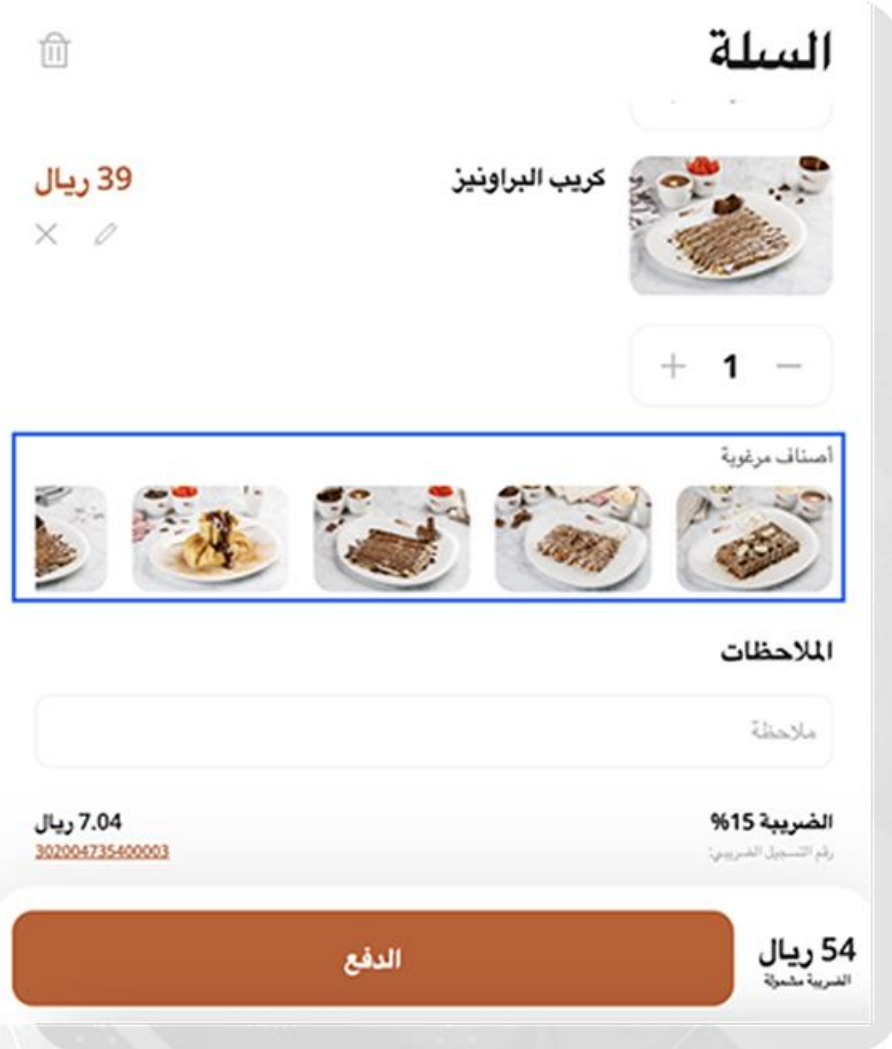 السلة
كريب البراونيز
39 ريال
1
أصناف مرغوبة
الملاحظات
ملاحظة
الضريبة 15%
7.04 ريال
رقم التسجيل الضريبي:
302004735400003
54 ريال
الضريبة مشمولة
الدفع